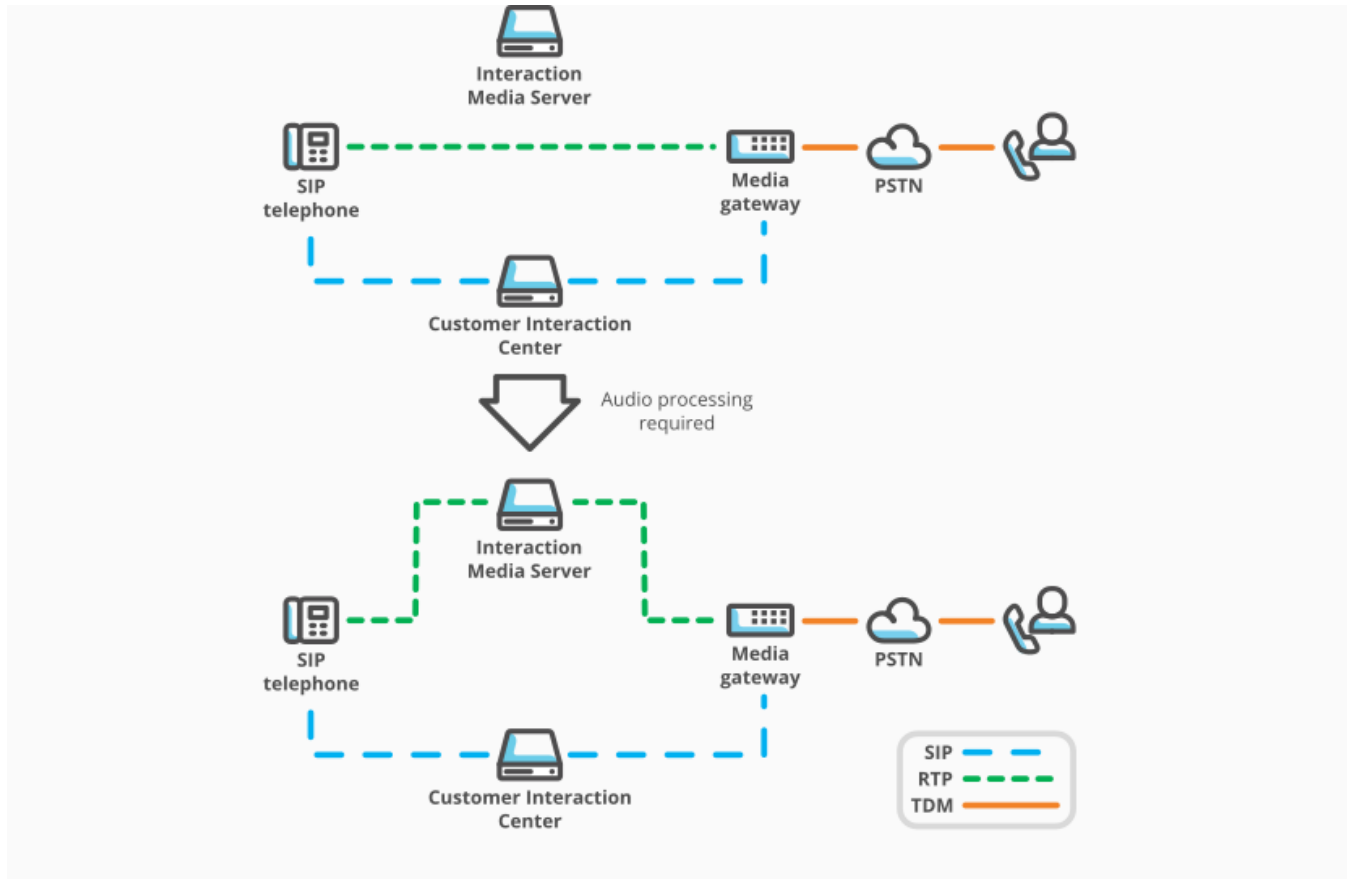 Interaction
Media Server
SIP
telephone
Media
gateway
PSTN
Customer Interaction
Center
Audio processing
required
Interaction
Media Server
SIP
telephone
Media
gateway
PSTN
Customer Interaction
Center
SIP
RTP
TDM